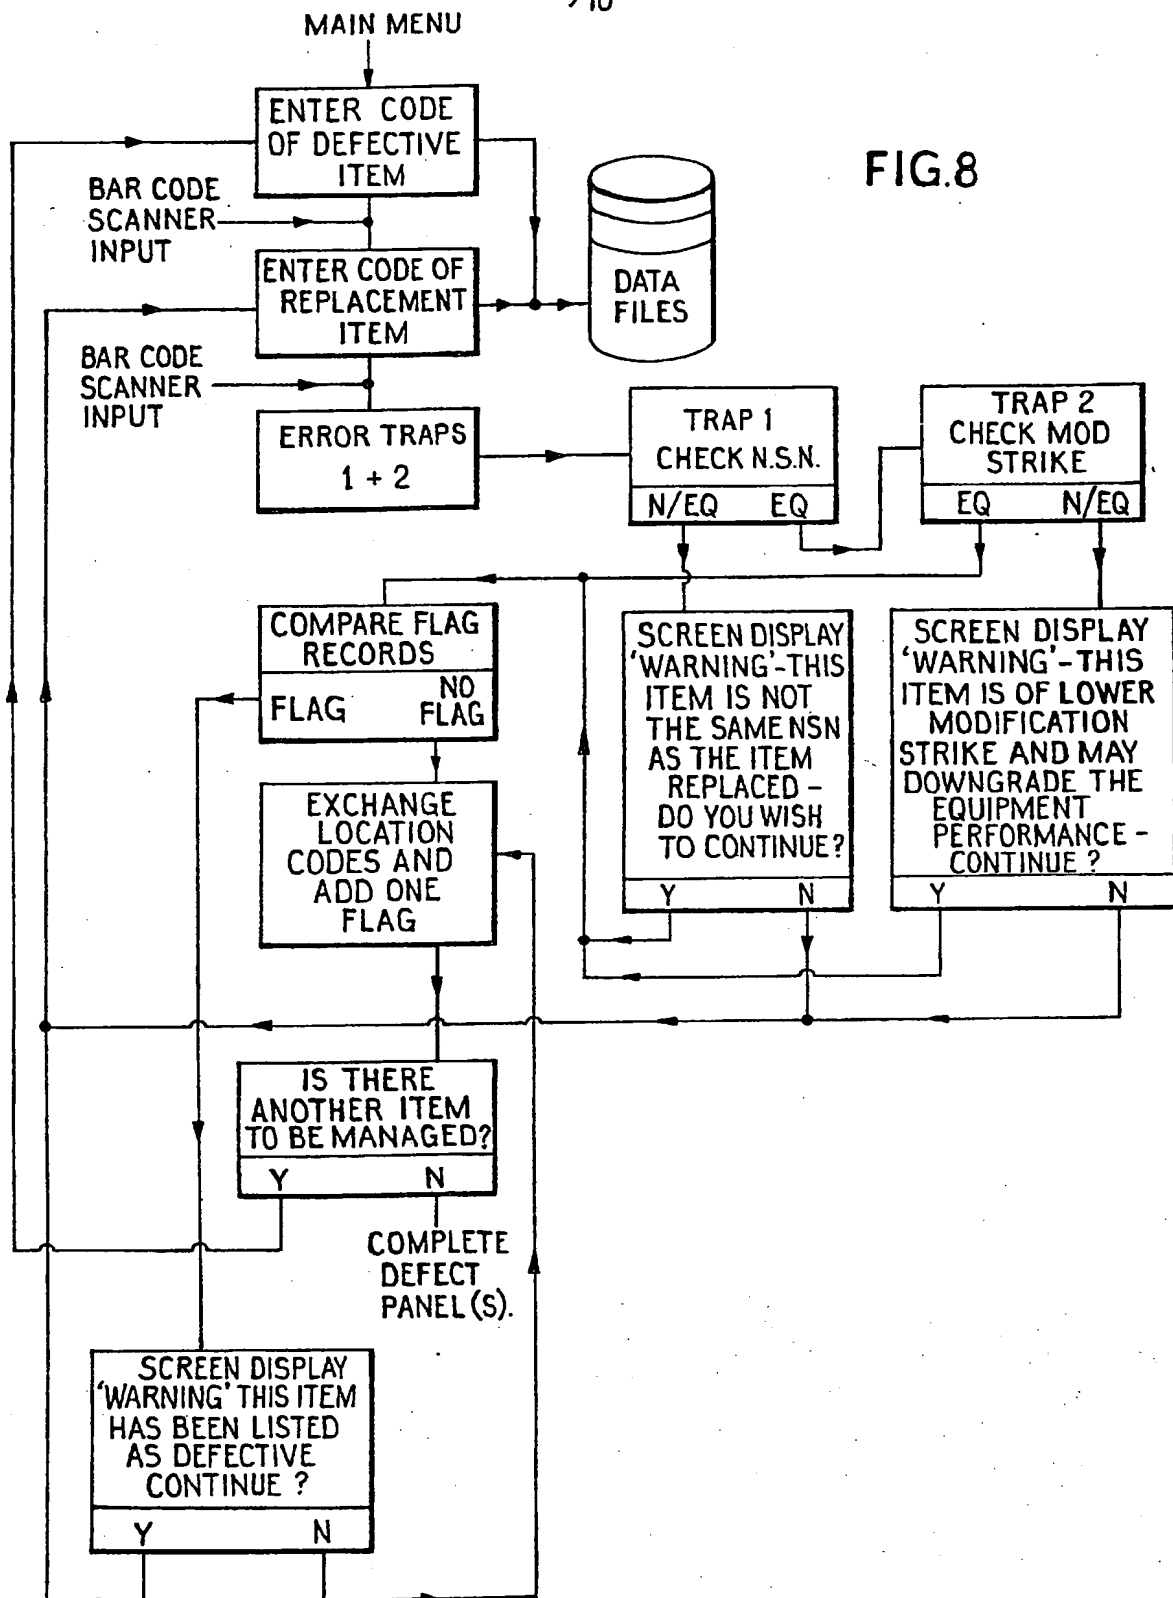 MAIN MENU
ENTER CODE
OF DEFECTIVE
ITEM
FIG.8
BAR CODE
SCANNER
INPUT
ENTER CODE OF
REPLACEMENT
ITEM
DATA
FILES
BAR CODE
SCANNER
INPUT
ERROR TRAPS
1 + 2
TRAP 1
CHECK N.S.N.
N/EQ EQ
TRAP 2
CHECK MOD
STRIKE
EQ N/EQ
COMPARE FLAG
RECORDS
FLAG
NO
FLAG
SCREEN DISPLAY
'WARNING'-THIS
ITEM IS NOT
THE SAME NSN
AS THE ITEM
REPLACED -
DO YOU WISH
TO CONTINUE?
Y N
SCREEN DISPLAY
'WARNING'-THIS
ITEM IS OF LOWER
MODIFICATION
STRIKE AND MAY
DOWNGRADE THE
EQUIPMENT
PERFORMANCE -
CONTINUE ?
Y N
EXCHANGE
LOCATION
CODES AND
ADD ONE
FLAG
IS THERE
ANOTHER ITEM
TO BE MANAGED?
Y N
COMPLETE
DEFECT
PANEL(S).
SCREEN DISPLAY
'WARNING' THIS ITEM
HAS BEEN LISTED
AS DEFECTIVE
CONTINUE ?
Y N